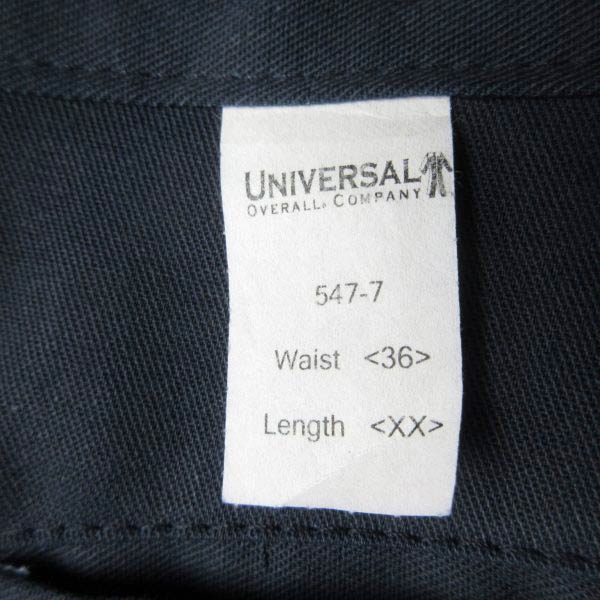 UNIVERSAL
OVERALL COMPANY
547-7
Waist <36>
Length <XX>